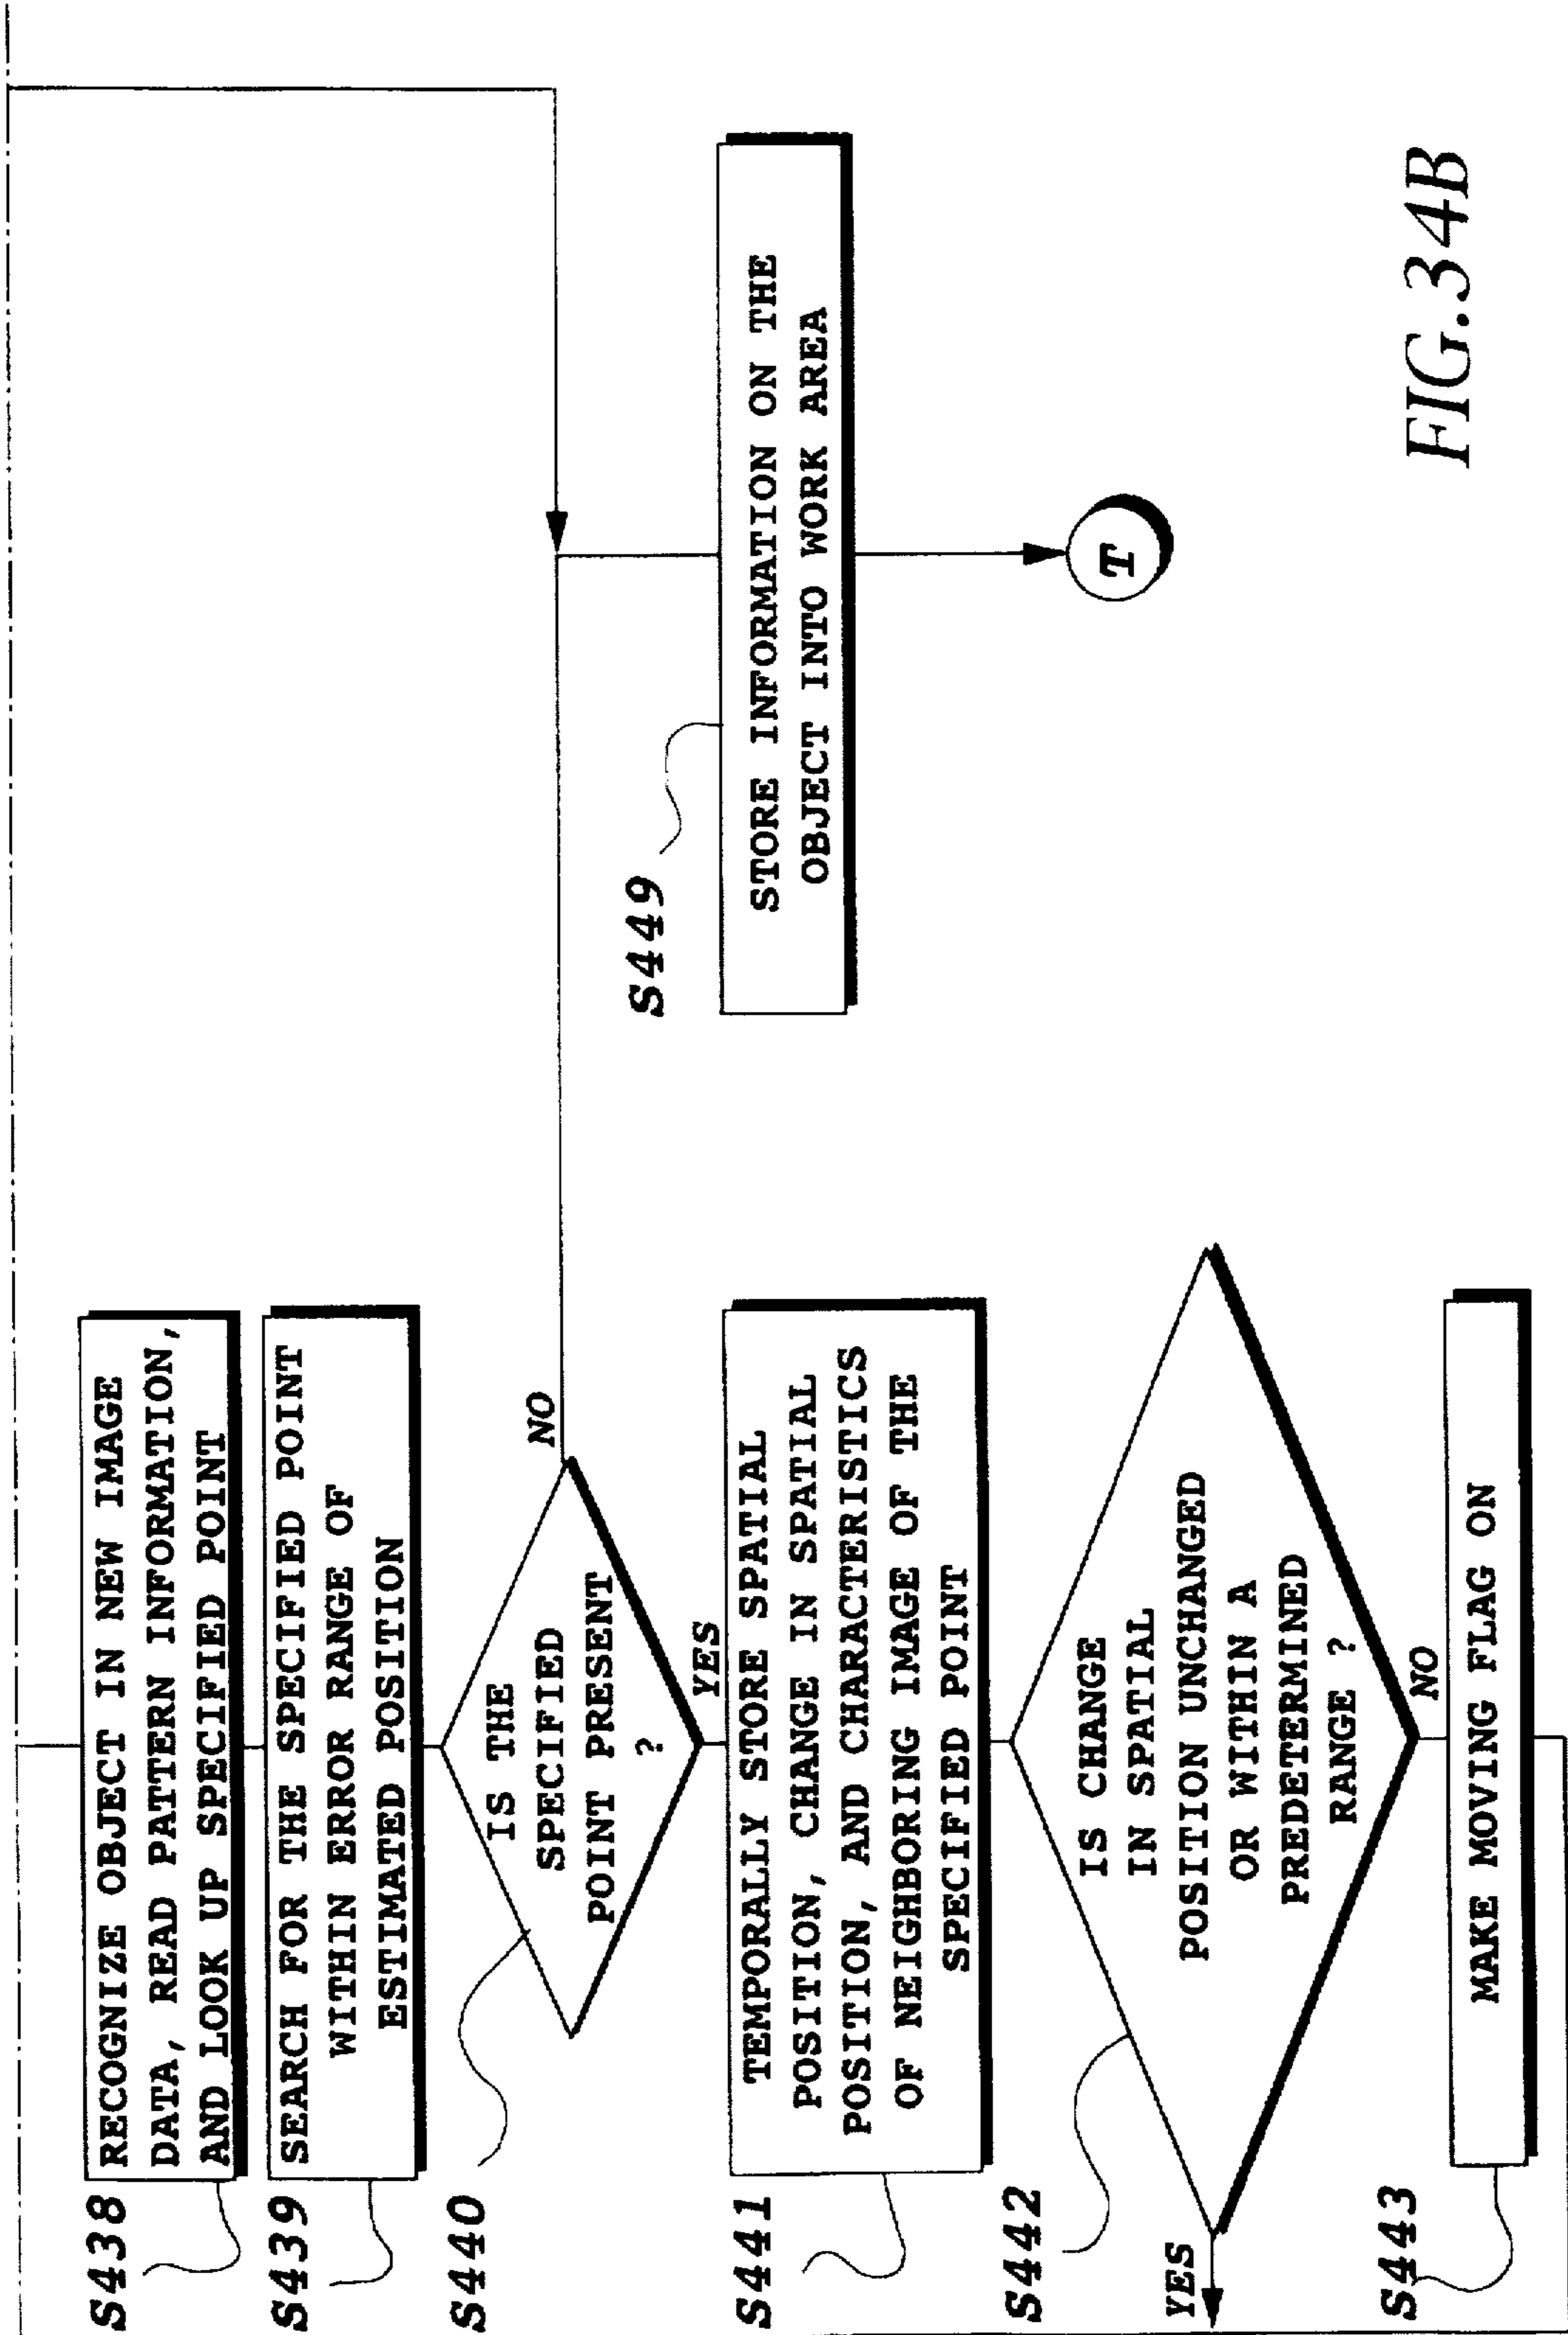 S438
RECOGNIZE OBJECT IN NEW IMAGE
DATA, READ PATTERN INFORMATION,
AND LOOK UP SPECIFIED POINT
S439
SEARCH FOR THE SPECIFIED POINT
WITHIN ERROR RANGE OF
ESTIMATED POSITION
S440
IS THE
SPECIFIED
POINT PRESENT
?
NO
YES
S449
STORE INFORMATION ON THE
OBJECT INTO WORK AREA
T
S441
TEMPORALLY STORE SPATIAL
POSITION, CHANGE IN SPATIAL
POSITION, AND CHARACTERISTICS
OF NEIGHBORING IMAGE OF THE
SPECIFIED POINT
S442
IS CHANGE
IN SPATIAL
POSITION UNCHANGED
OR WITHIN A
PREDETERMINED
RANGE ?
YES
NO
S443
MAKE MOVING FLAG ON
FIG.34B